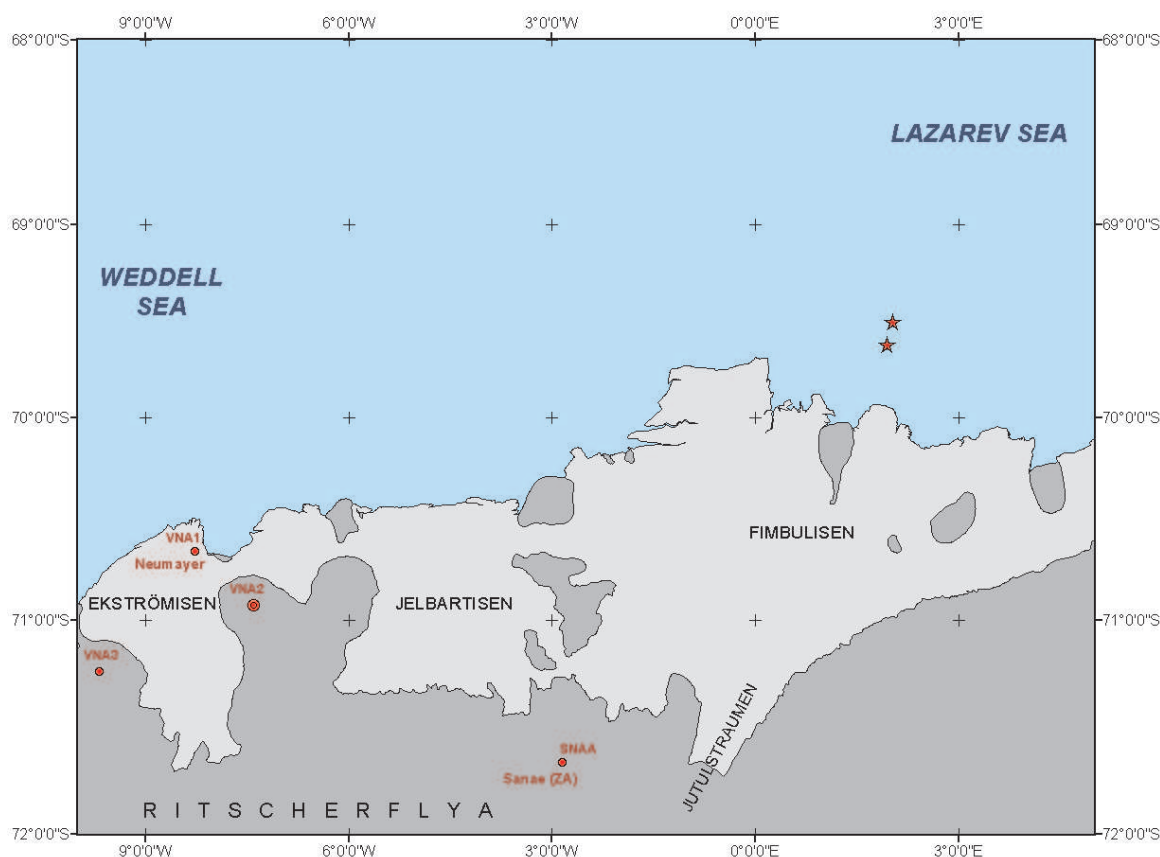 9°0'0"W 6°0'0"W 3°0'0"W 0°0'0"E 3°0'0"E
68°0'0"S 68°0'0"S
LAZAREV SEA
69°0'0"S 69°0'0"S
WEDDELL
SEA
70°0'0"S 70°0'0"S
FIMBULISEN
VNA1
Neumayer
VNA2
EKSTRÖMISEN JELBARTISEN
71°0'0"S 71°0'0"S
VNA3
JUTULSTRAUMEN
SNAA
Sanae (ZA)
RITSCHERFLYA
72°0'0"S 72°0'0"S
9°0'0"W 6°0'0"W 3°0'0"W 0°0'0"E 3°0'0"E